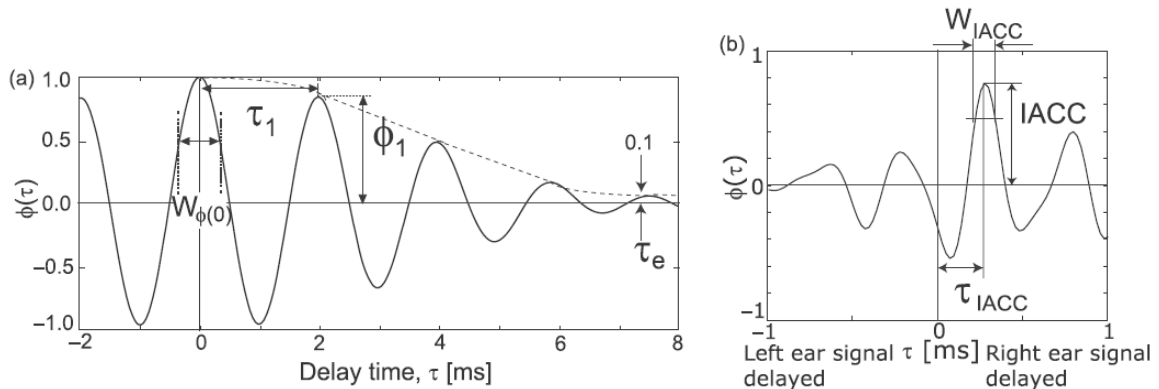 (a)
1.0
0.5
0.0
−0.5
−1.0
ϕ(τ)
τ1
ϕ1
Wϕ(0)
0.1
τe
−2 0 2 4 6 8
Delay time, τ [ms]
(b)
WIACC
1
0
−1
ϕ(τ)
IACC
τIACC
−1 0 1
Left ear signal τ [ms] Right ear signal
delayed delayed